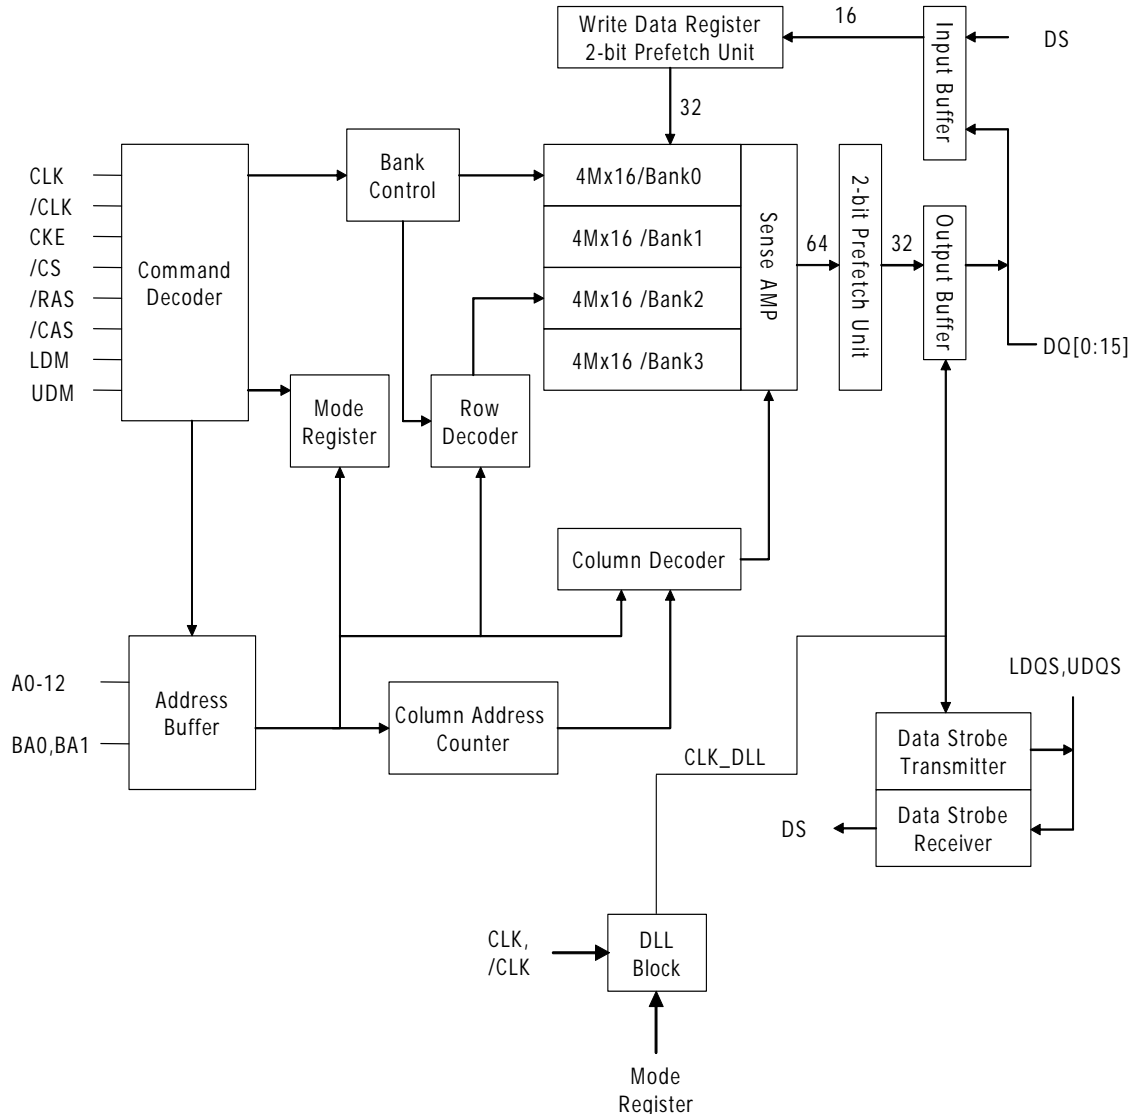 Write Data Register
2-bit Prefetch Unit
16
Input Buffer
DS
32
Bank
Control
4Mx16/Bank0
4Mx16 /Bank1
4Mx16 /Bank2
4Mx16 /Bank3
Sense AMP
64
2-bit Prefetch Unit
32
Output Buffer
DQ[0:15]
CLK
/CLK
CKE
/CS
/RAS
/CAS
LDM
UDM
Command
Decoder
Mode
Register
Row
Decoder
Column Decoder
A0-12
BA0,BA1
Address
Buffer
Column Address
Counter
CLK_DLL
LDQS,UDQS
Data Strobe
Transmitter
Data Strobe
Receiver
DS
CLK,
/CLK
DLL
Block
Mode
Register